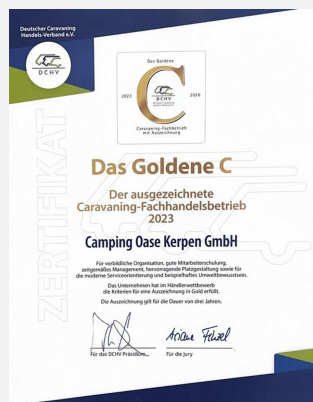 Deutscher Caravaning
Handels-Verband e.V.
DCHV
Das Goldene
C
2023
DCHV
Caravaning-Fachbetrieb
mit Auszeichnung
ZERTIFIKAT
Das Goldene C
Der ausgezeichnete
Caravaning-Fachhandelsbetrieb
2023
Camping Oase Kerpen GmbH
Für vorbildliche Organisation, gute Mitarbeiterschulung,
zeitgemäßes Management, hervorragende Platzgestaltung sowie für
die moderne Serviceorientierung und beispielhafter Umweltbewusstsein.
Das Unternehmen hat im Händlerwettbewerb
die Kriterien für eine Auszeichnung in Gold erfüllt.
Die Auszeichnung gilt für die Dauer von drei Jahren.
Für das DCHV Präsidium
Für die Jury